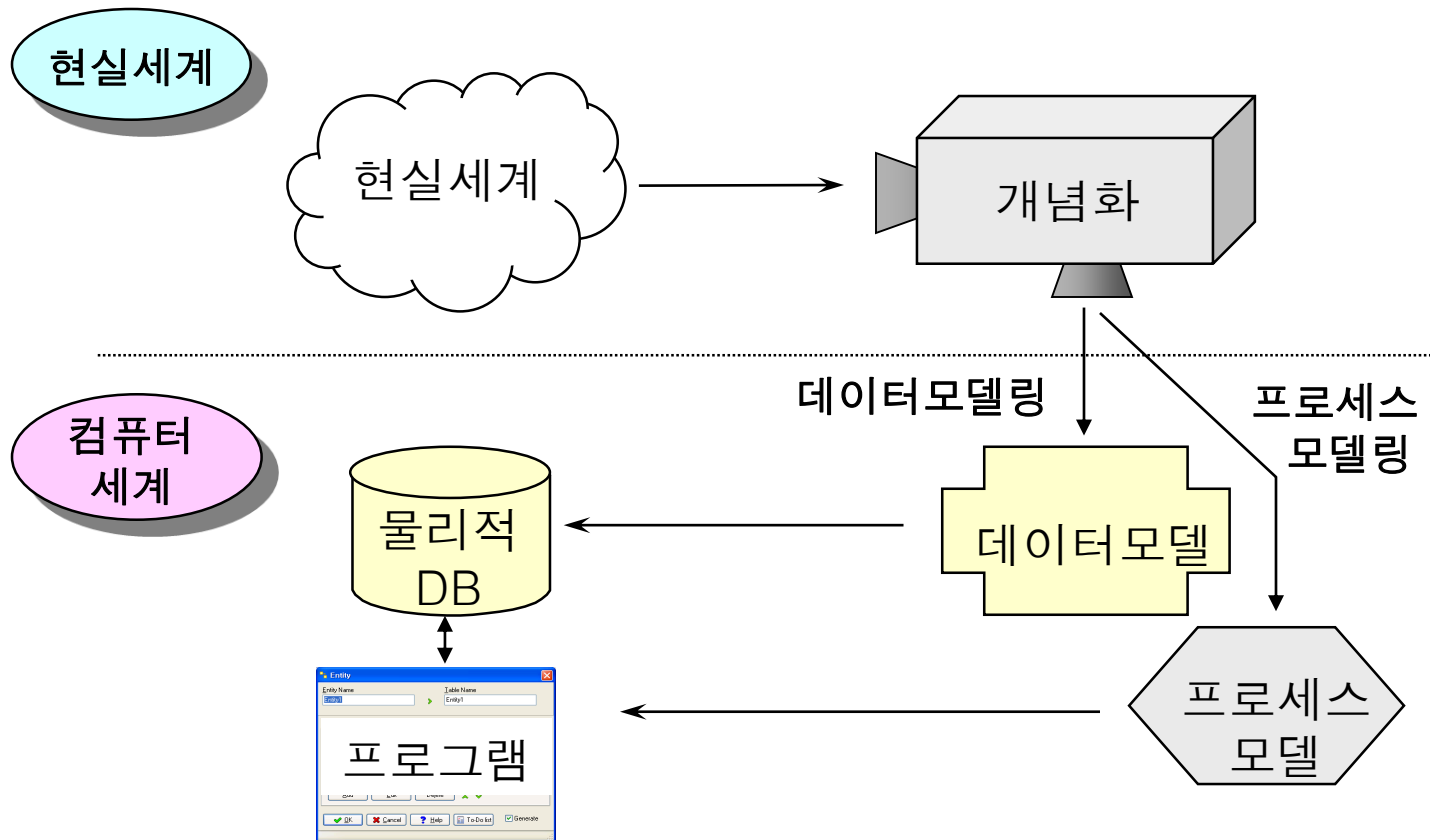 현실세계
현실세계
개념화
데이터모델링
프로세스
모델링
컴퓨터
세계
물리적
DB
데이터모델
Entity
Entity Name
Table Name
Entity1
Entity1
프로그램
프로세스
모델
Add Edit Delete
OK Cancel Help To-Do list Generate